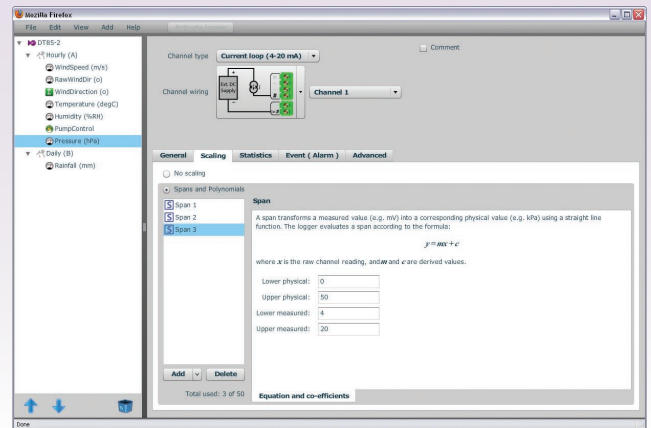 Mozilla Firefox
File Edit View Add Help
DT85-2
Hourly (A)
WindSpeed (m/s)
RawWindDir (o)
WindDirection (o)
Temperature (degC)
Humidity (%RH)
PumpControl
Pressure (hPa)
Daily (B)
Rainfall (mm)
Channel type Current loop (4-20 mA)
Comment
Channel wiring
Ext. DC
Supply
Channel 1
General Scaling Statistics Event ( Alarm ) Advanced
No scaling
Spans and Polynomials
Span 1
Span 2
Span 3
Span
A span transforms a measured value (e.g. mV) into a corresponding physical value (e.g. kPa) using a straight line
function. The logger evaluates a span according to the formula:
y=mx+c
where x is the raw channel reading, and m and c are derived values.
Lower physical: 0
Upper physical: 50
Lower measured: 4
Upper measured: 20
Add Delete
Total used: 3 of 50
Equation and co-efficients
Done